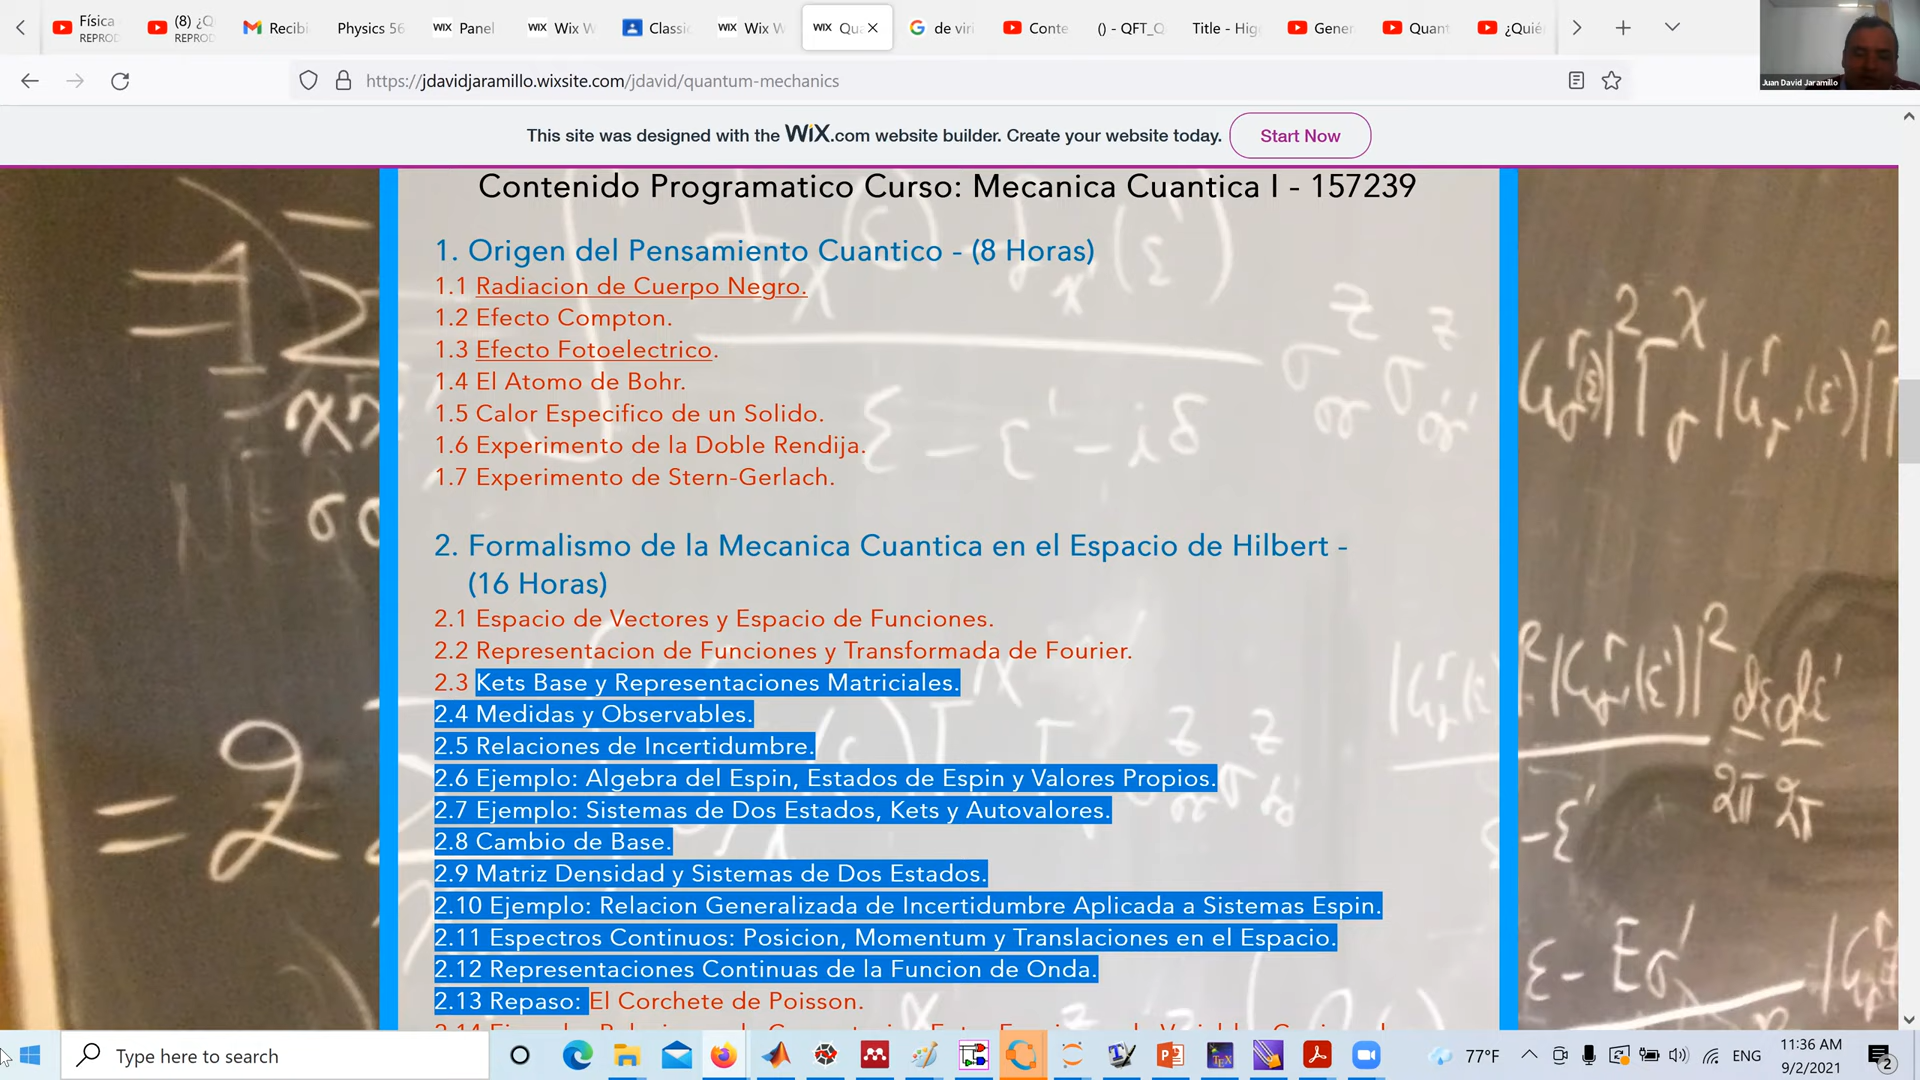 Física
REPROD
(8) ¿Q
REPROD
Recibi
Physics 56
WIX Panel
WIX Wix W
Classic
WIX Wix W
WIX Qua
de viri
Conte
() - QFT_Q
Title - Hig
Gener
Quant
¿Quié
https://jdavidjaramillo.wixsite.com/jdavid/quantum-mechanics
Juan David Jaramillo
This site was designed with the WiX.com website builder. Create your website today.
Start Now
Contenido Programatico Curso: Mecanica Cuantica I - 157239
1. Origen del Pensamiento Cuantico - (8 Horas)
1.1 Radiacion de Cuerpo Negro.
1.2 Efecto Compton.
1.3 Efecto Fotoelectrico.
1.4 El Atomo de Bohr.
1.5 Calor Especifico de un Solido.
1.6 Experimento de la Doble Rendija.
1.7 Experimento de Stern-Gerlach.
2. Formalismo de la Mecanica Cuantica en el Espacio de Hilbert -
(16 Horas)
2.1 Espacio de Vectores y Espacio de Funciones.
2.2 Representacion de Funciones y Transformada de Fourier.
2.3 Kets Base y Representaciones Matriciales.
2.4 Medidas y Observables.
2.5 Relaciones de Incertidumbre.
2.6 Ejemplo: Algebra del Espin, Estados de Espin y Valores Propios.
2.7 Ejemplo: Sistemas de Dos Estados, Kets y Autovalores.
2.8 Cambio de Base.
2.9 Matriz Densidad y Sistemas de Dos Estados.
2.10 Ejemplo: Relacion Generalizada de Incertidumbre Aplicada a Sistemas Espin.
2.11 Espectros Continuos: Posicion, Momentum y Translaciones en el Espacio.
2.12 Representaciones Continuas de la Funcion de Onda.
2.13 Repaso: El Corchete de Poisson.
Type here to search
77°F
ENG
11:36 AM
9/2/2021
2